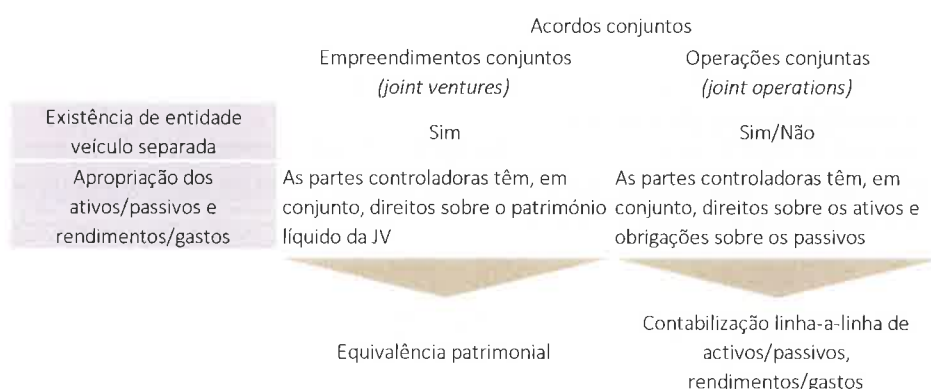 Acordos conjuntos
Empreendimentos conjuntos
(joint ventures)
Operações conjuntas
(joint operations)
Existência de entidade
veículo separada
Sim
Sim/Não
Apropriação dos
ativos/passivos e
rendimentos/gastos
As partes controladoras têm, em
conjunto, direitos sobre o património
líquido da JV
As partes controladoras têm, em
conjunto, direitos sobre os ativos e
obrigações sobre os passivos
Equivalência patrimonial
Contabilização linha-a-linha de
activos/passivos,
rendimentos/gastos